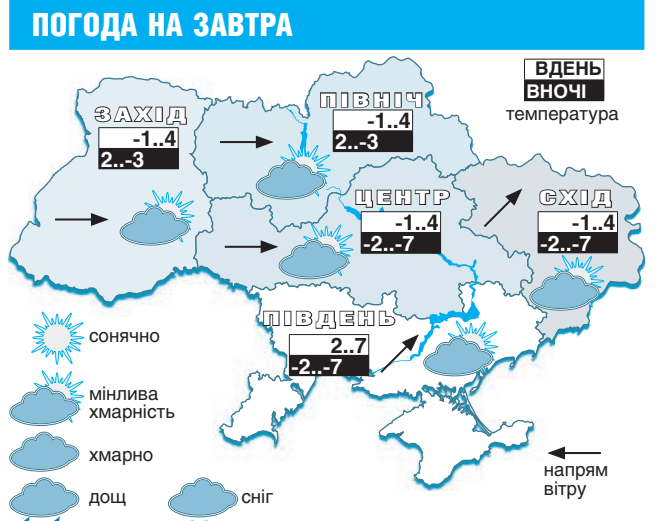 ПОГОДА НА ЗАВТРА
ВДЕНЬ
ВНОЧІ
температура
ЗАХІД
-1..4
2..-3
ПІВНІЧ
-1..4
2..-3
ЦЕНТР
-1..4
-2..-7
СХІД
-1..4
-2..-7
ПІВДЕНЬ
2..7
-2..-7
сонячно
мінлива
хмарність
хмарно
дощ
сніг
напрям
вітру